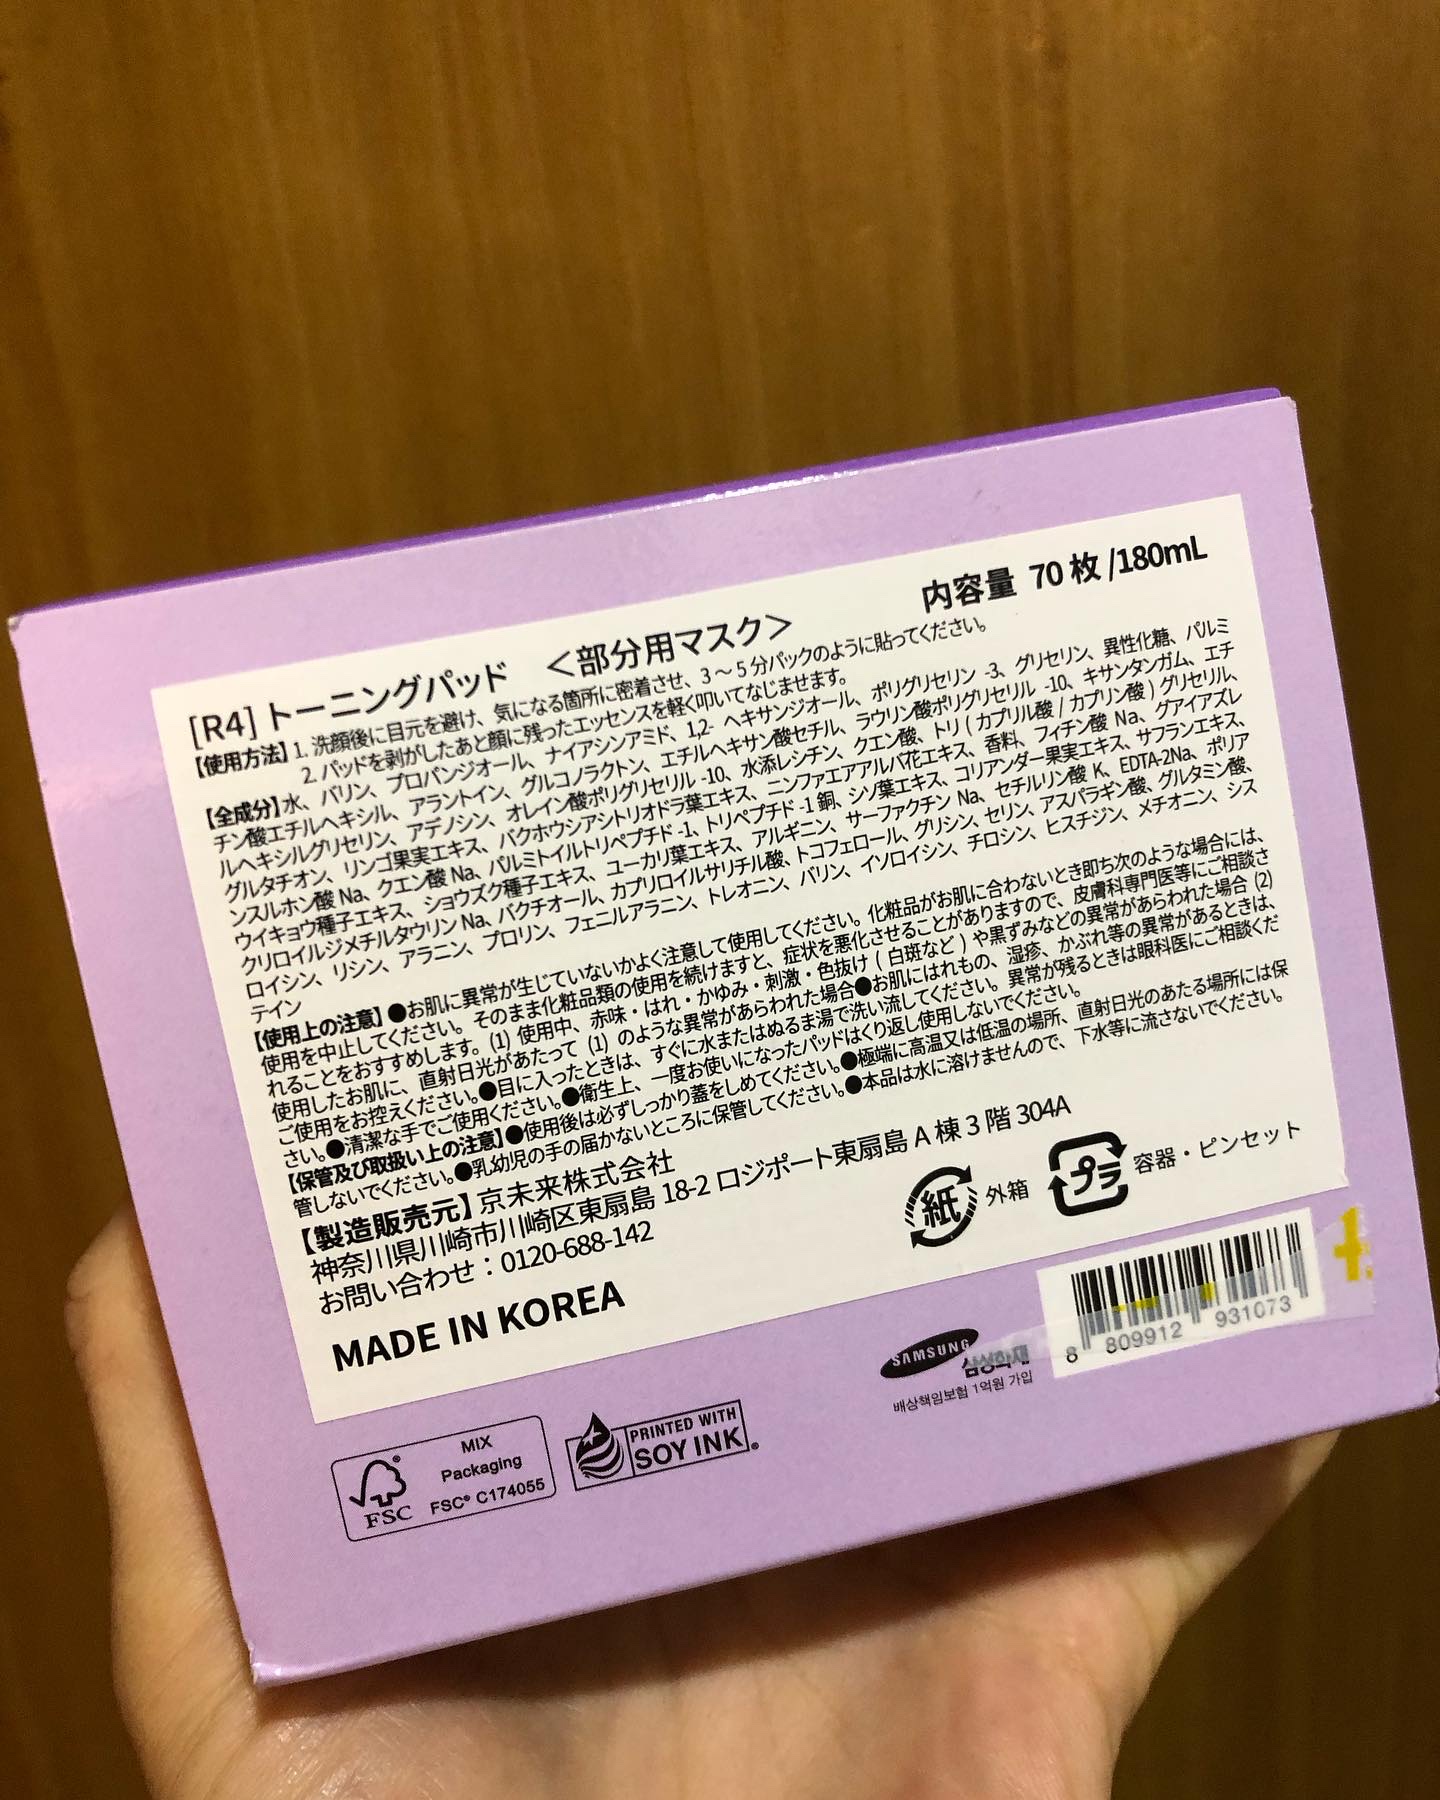 [R4] トーニングパッド ＜部分用マスク＞ 内容量 70枚/180mL
【使用方法】1. 洗顔後に目元を避け、気になる箇所に密着させ、3～5分パックのように貼ってください。
2. パッドを剥がしたあと顔に残ったエッセンスを軽く叩いてなじませます。
【全成分】水、バリン、プロパンジオール、ナイアシンアミド、1,2-ヘキサンジオール、ポリグリセリン-3、グリセリン、異性化糖、パルミ
チン酸エチルヘキシル、アラントイン、グルコノラクトン、エチルヘキサン酸セチル、ラウリン酸ポリグリセリル-10、キサンタンガム、エチ
ルヘキシルグリセリン、アデノシン、オレイン酸ポリグリセリル-10、水添レシチン、クエン酸、トリ(カプリル酸/カプリン酸)グリセリル、
グルタチオン、リンゴ果実エキス、バクホウシアシトリオドラ葉エキス、ニンファエアアルバ花エキス、香料、フィチン酸Na、グアイアズレ
ンスルホン酸Na、クエン酸Na、パルミトイルトリペプチド-1、トリペプチド-1銅、シソ葉エキス、コリアンダー果実エキス、サフランエキス、
ウイキョウ種子エキス、ショウズク種子エキス、ユーカリ葉エキス、アルギニン、サーファクチンNa、セチルリン酸K、EDTA-2Na、ポリア
クリロイルジメチルタウリンNa、バクチオール、カプリロイルサリチル酸、トコフェロール、グリシン、セリン、アスパラギン酸、グルタミン酸、
ロイシン、リシン、アラニン、プロリン、フェニルアラニン、トレオニン、バリン、イソロイシン、チロシン、ヒスチジン、メチオニン、シス
テイン
【使用上の注意】●お肌に異常が生じていないかよく注意して使用してください。化粧品がお肌に合わないとき即ち次のような場合には、
使用を中止してください。そのまま化粧品類の使用を続けますと、症状を悪化させることがありますので、皮膚科専門医等にご相談さ
れることをおすすめします。(1)使用中、赤味・はれ・かゆみ・刺激・色抜け(白斑など)や黒ずみなどの異常があらわれた場合(2)
使用したお肌に、直射日光があたって(1)のような異常があらわれた場合●お肌にはれもの、湿疹、かぶれ等の異常があるときは、
ご使用をお控えください。●目に入ったときは、すぐに水またはぬるま湯で洗い流してください。異常が残るときは眼科医にご相談くだ
さい。●清潔な手でご使用ください。●衛生上、一度お使いになったパッドはくり返し使用しないでください。
【保管及び取扱い上の注意】●使用後は必ずしっかり蓋をしめてください。●極端に高温又は低温の場所、直射日光のあたる場所には保
管しないでください。●乳幼児の手の届かないところに保管してください。●本品は水に溶けませんので、下水等に流さないでください。
【製造販売元】京未来株式会社
神奈川県川崎市川崎区東扇島 18-2 ロジポート東扇島A棟3階304A
お問い合わせ：0120-688-142
紙 外箱 プラ 容器・ピンセット
MADE IN KOREA
8 809912 931073
SAMSUNG 삼성화재
배상책임보험 1억원 가입
FSC
MIX
Packaging
FSC® C174055
PRINTED WITH
SOY INK®